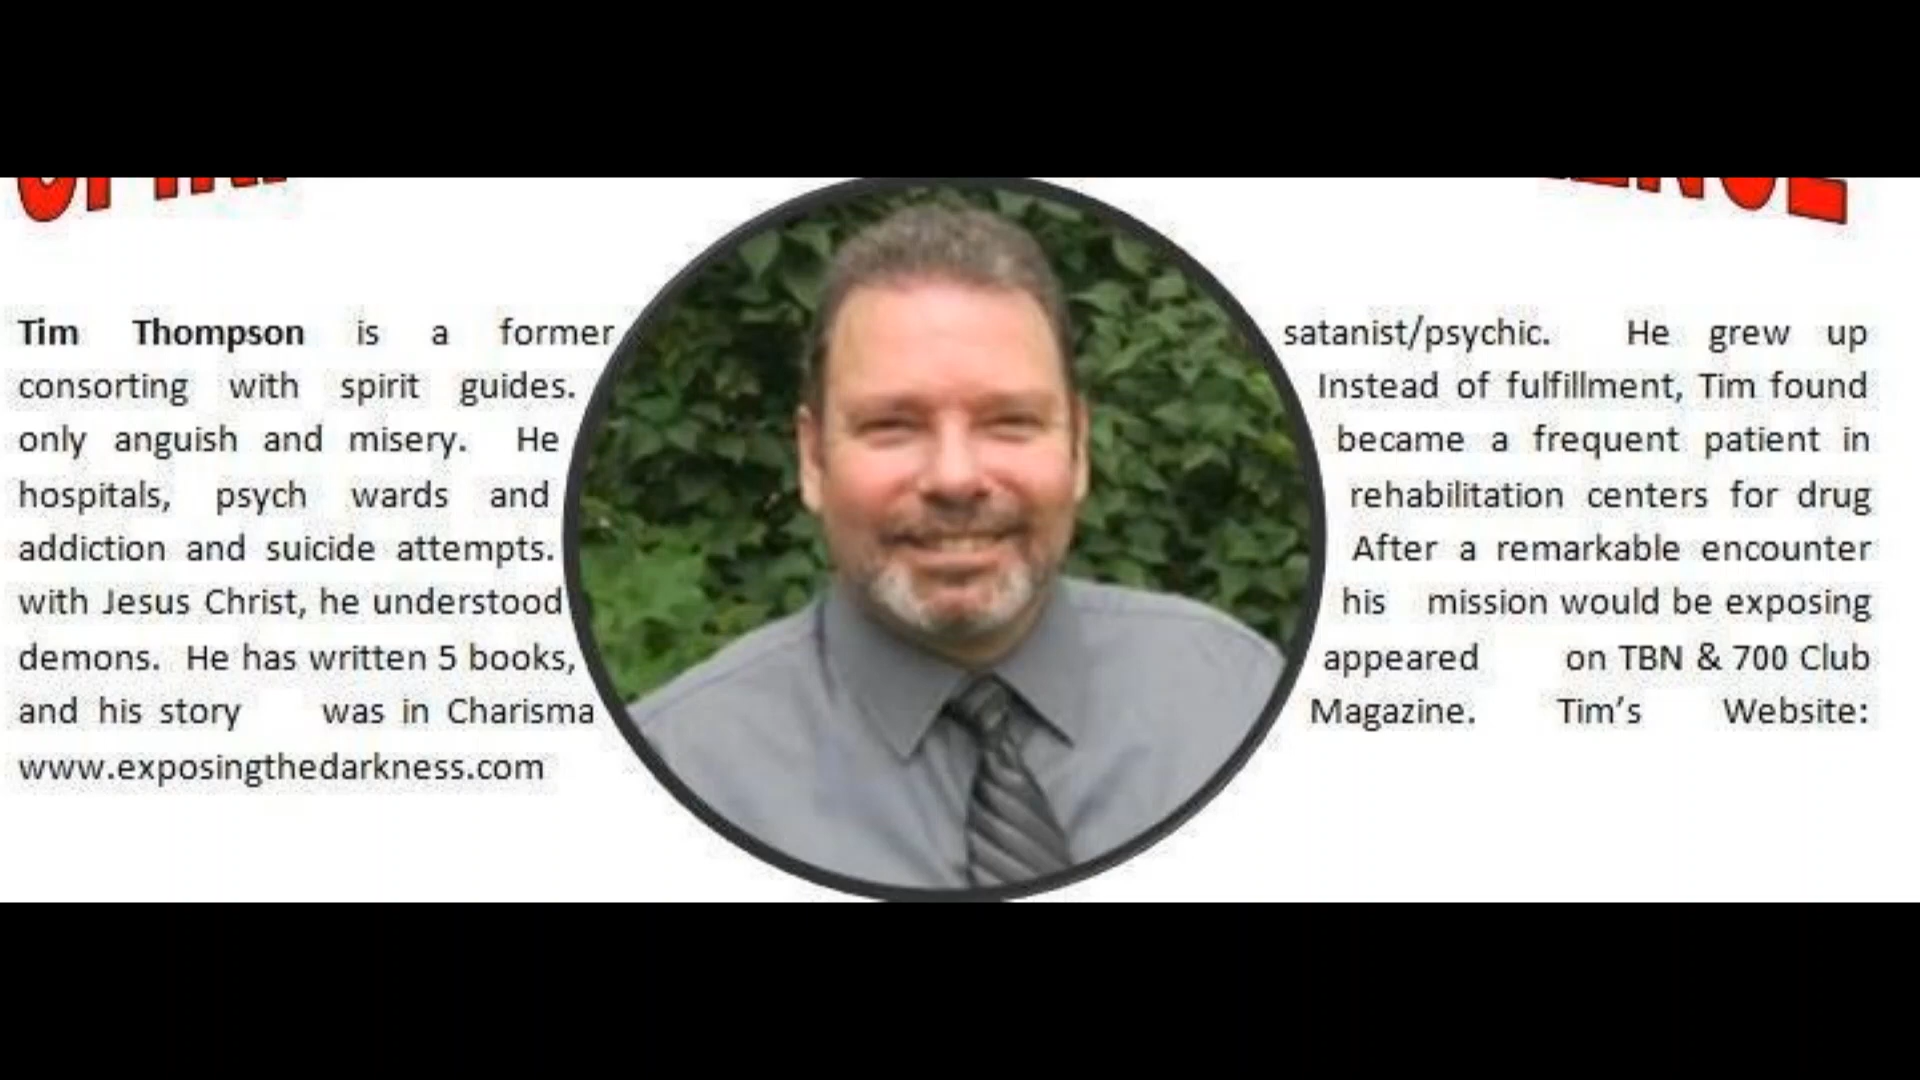 Tim Thompson is a former satanist/psychic. He grew up
consorting with spirit guides. Instead of fulfillment, Tim found
only anguish and misery. He became a frequent patient in
hospitals, psych wards and rehabilitation centers for drug
addiction and suicide attempts. After a remarkable encounter
with Jesus Christ, he understood his mission would be exposing
demons. He has written 5 books, appeared on TBN & 700 Club
and his story was in Charisma Magazine. Tim's Website:
www.exposingthedarkness.com